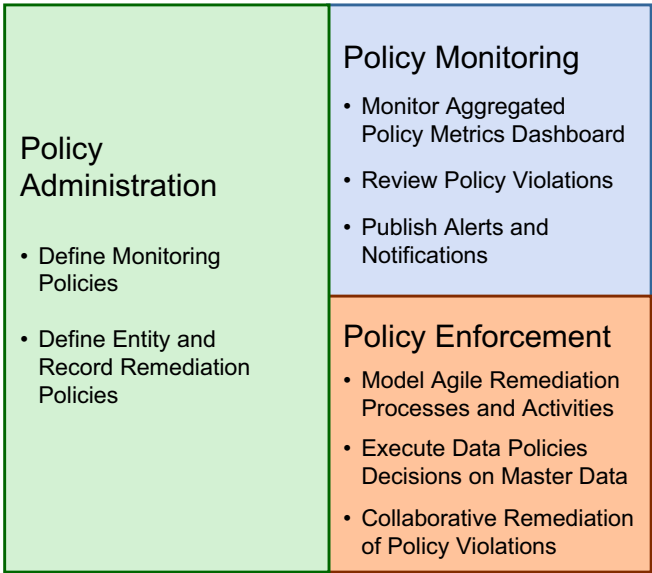 Policy
Administration
• Define Monitoring
Policies
• Define Entity and
Record Remediation
Policies
Policy Monitoring
• Monitor Aggregated
Policy Metrics Dashboard
• Review Policy Violations
• Publish Alerts and
Notifications
Policy Enforcement
• Model Agile Remediation
Processes and Activities
• Execute Data Policies
Decisions on Master Data
• Collaborative Remediation
of Policy Violations